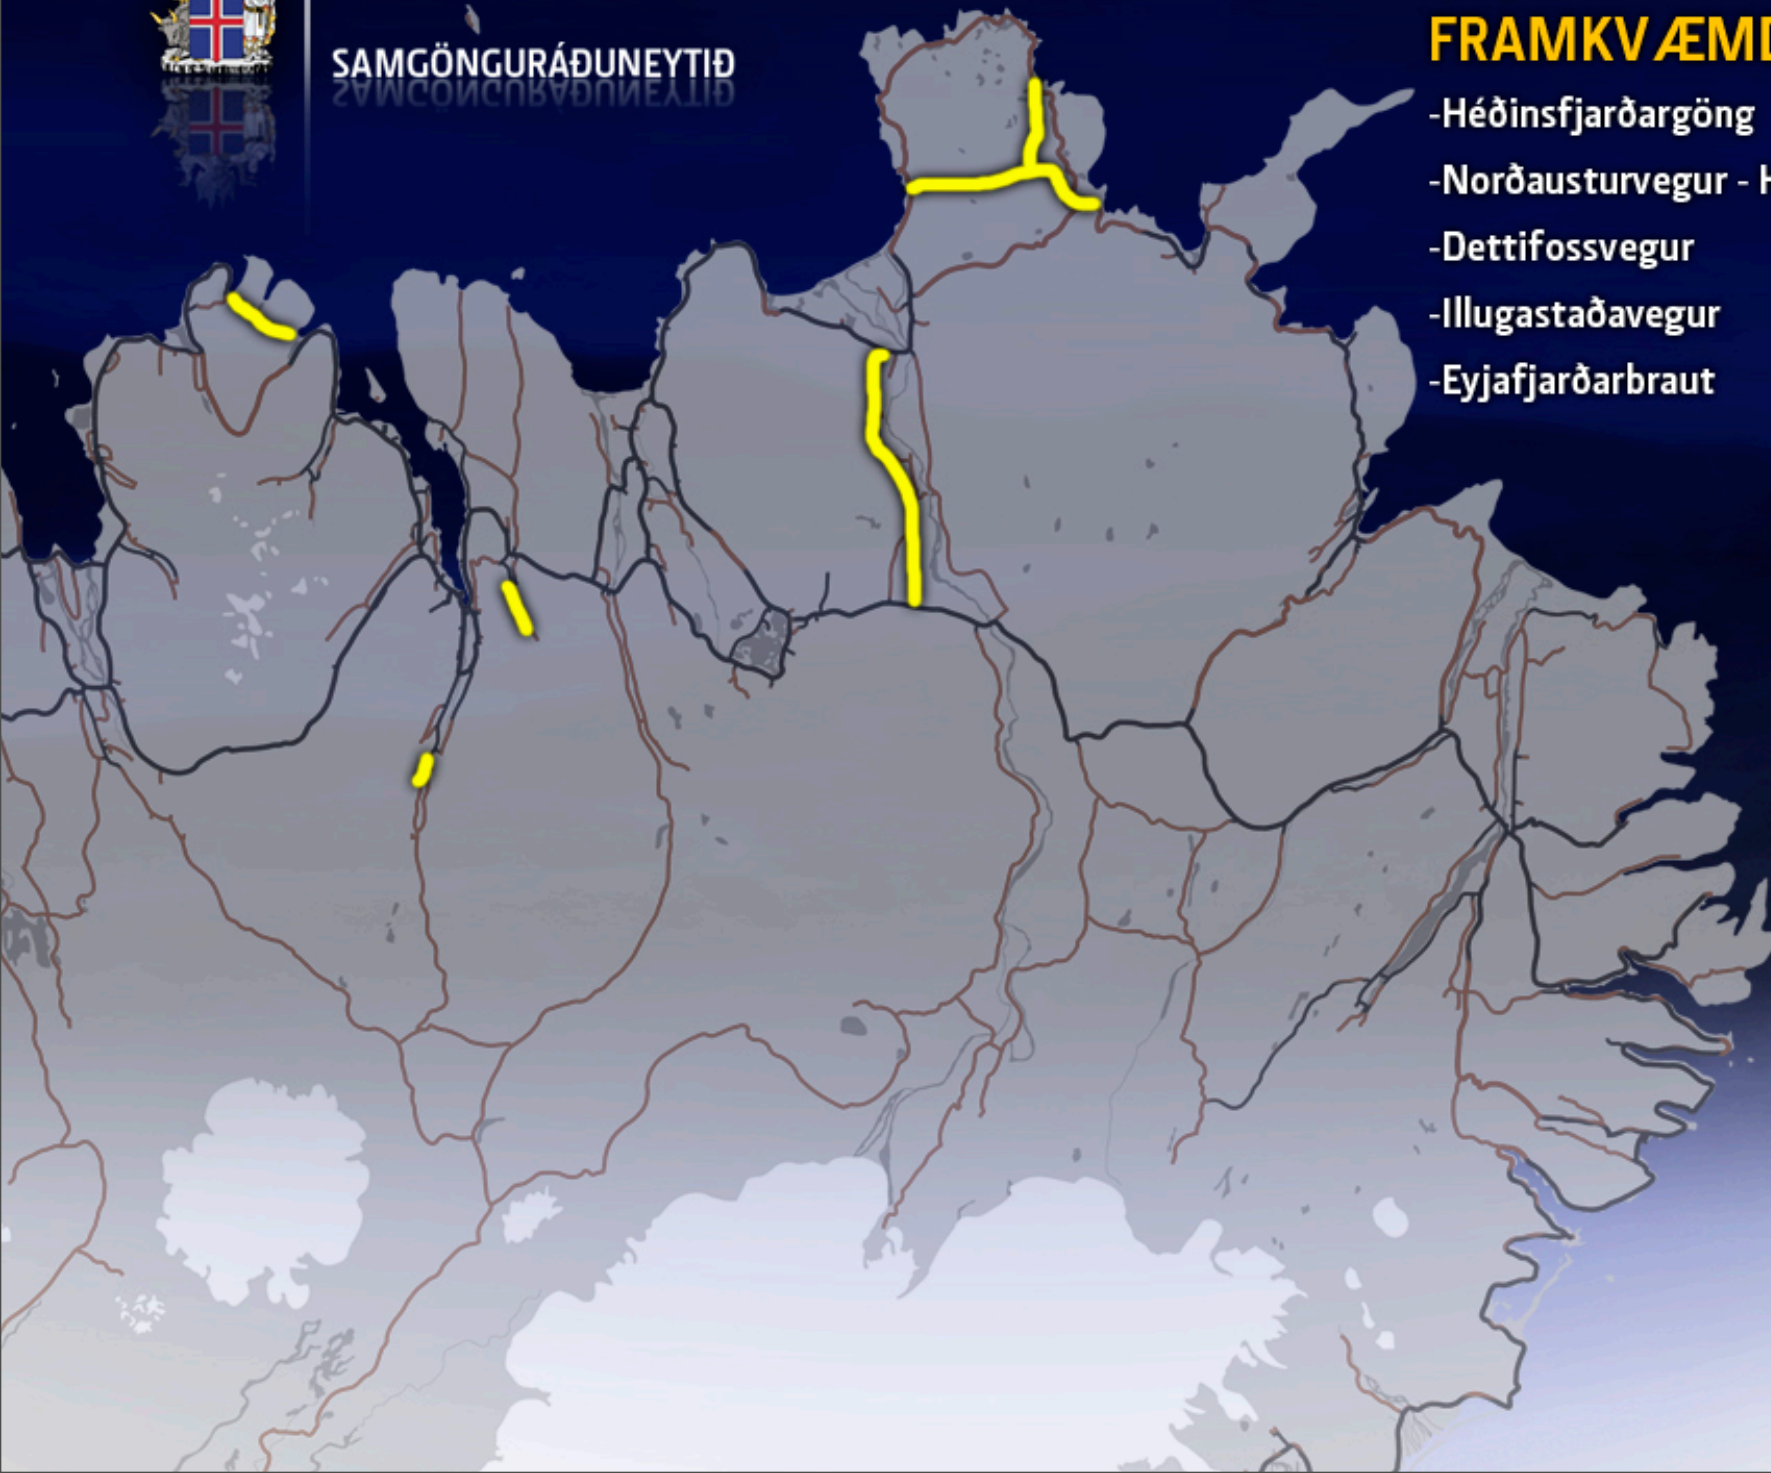 SAMGÖNGURÁÐUNEYTIÐ
-Héðinsfjarðargöng
-Norðausturvegur -
-Dettifossvegur
-Illugastaðavegur
-Eyjafjarðarbraut